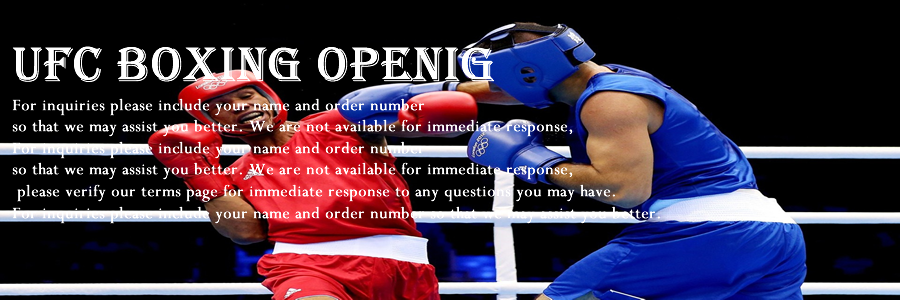 UFC BOXING OPENIG
For inquiries please include your name and order number
so that we may assist you better. We are not available for immediate response,
For inquiries please include your name and order number
so that we may assist you better. We are not available for immediate response,
please verify our terms page for immediate response to any questions you may have.
For inquiries please include your name and order number so that we may assist you better.